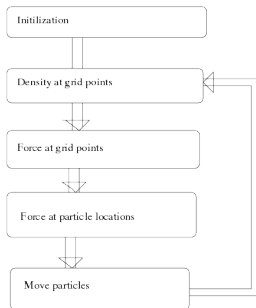 Initilization
Density at grid points
Force at grid points
Force at particle locations
Move particles